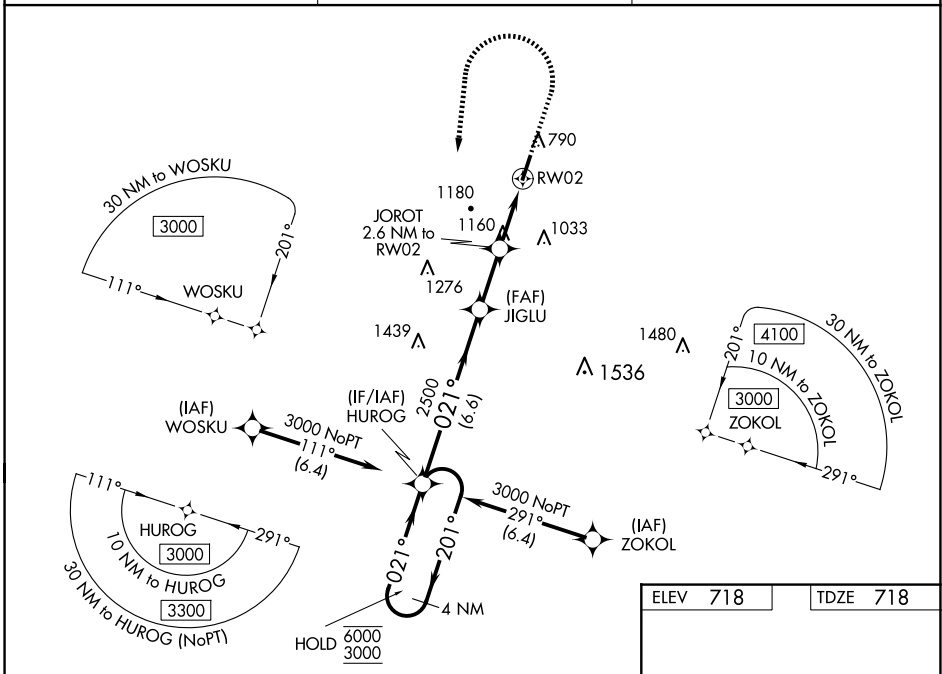 790
RW02
1180
JOROT
2.6 NM to
RW02
1160
1033
1276
(FAF)
JIGLU
1439
30 NM to WOSKU
3000
201°
111°
WOSKU
1480
1536
4100
30 NM to ZOKOL
201°
10 NM to ZOKOL
3000
ZOKOL
291°
(IAF)
WOSKU
3000 NoPT
111°
(6.4)
(IF/IAF)
HUROG
2500
021°
(6.6)
111°
HUROG
291°
3000
10 NM to HUROG
3300
30 NM to HUROG (NoPT)
3000 NoPT
291°
(6.4)
(IAF)
ZOKOL
021°
201°
4 NM
HOLD 6000
3000
ELEV 718
TDZE 718